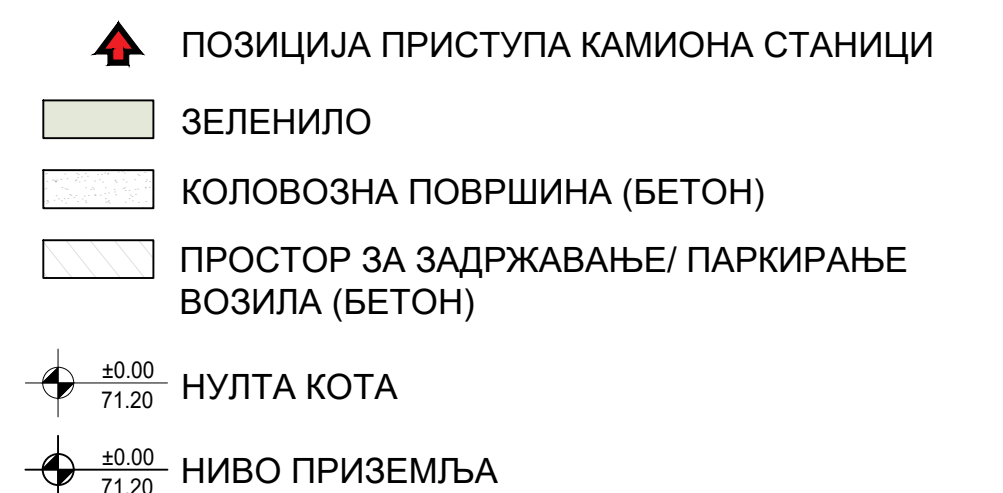 ПОЗИЦИЈА ПРИСТУПА КАМИОНА СТАНИЦИ
ЗЕЛЕНИЛО
КОЛОВОЗНА ПОВРШИНА (БЕТОН)
ПРОСТОР ЗА ЗАДРЖАВАЊЕ/ ПАРКИРАЊЕ
ВОЗИЛА (БЕТОН)
±0.00
71.20
НУЛТА КОТА
±0.00
71.20
НИВО ПРИЗЕМЉА